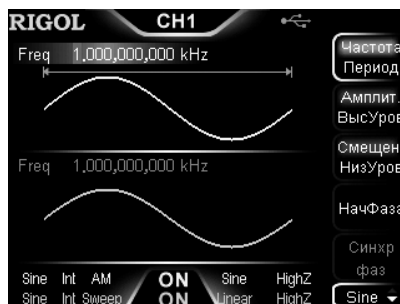 RIGOL CH1
Freq 1,000,000,000 kHz
Freq 1,000,000,000 kHz
Частота
Период
Амплит.
ВысУров
Смещен
НизУров
НачФаза
Синхр
фаз
Sine
Sine Int AM ON Sine HighZ
Sine Int Sweep ON Linear HighZ